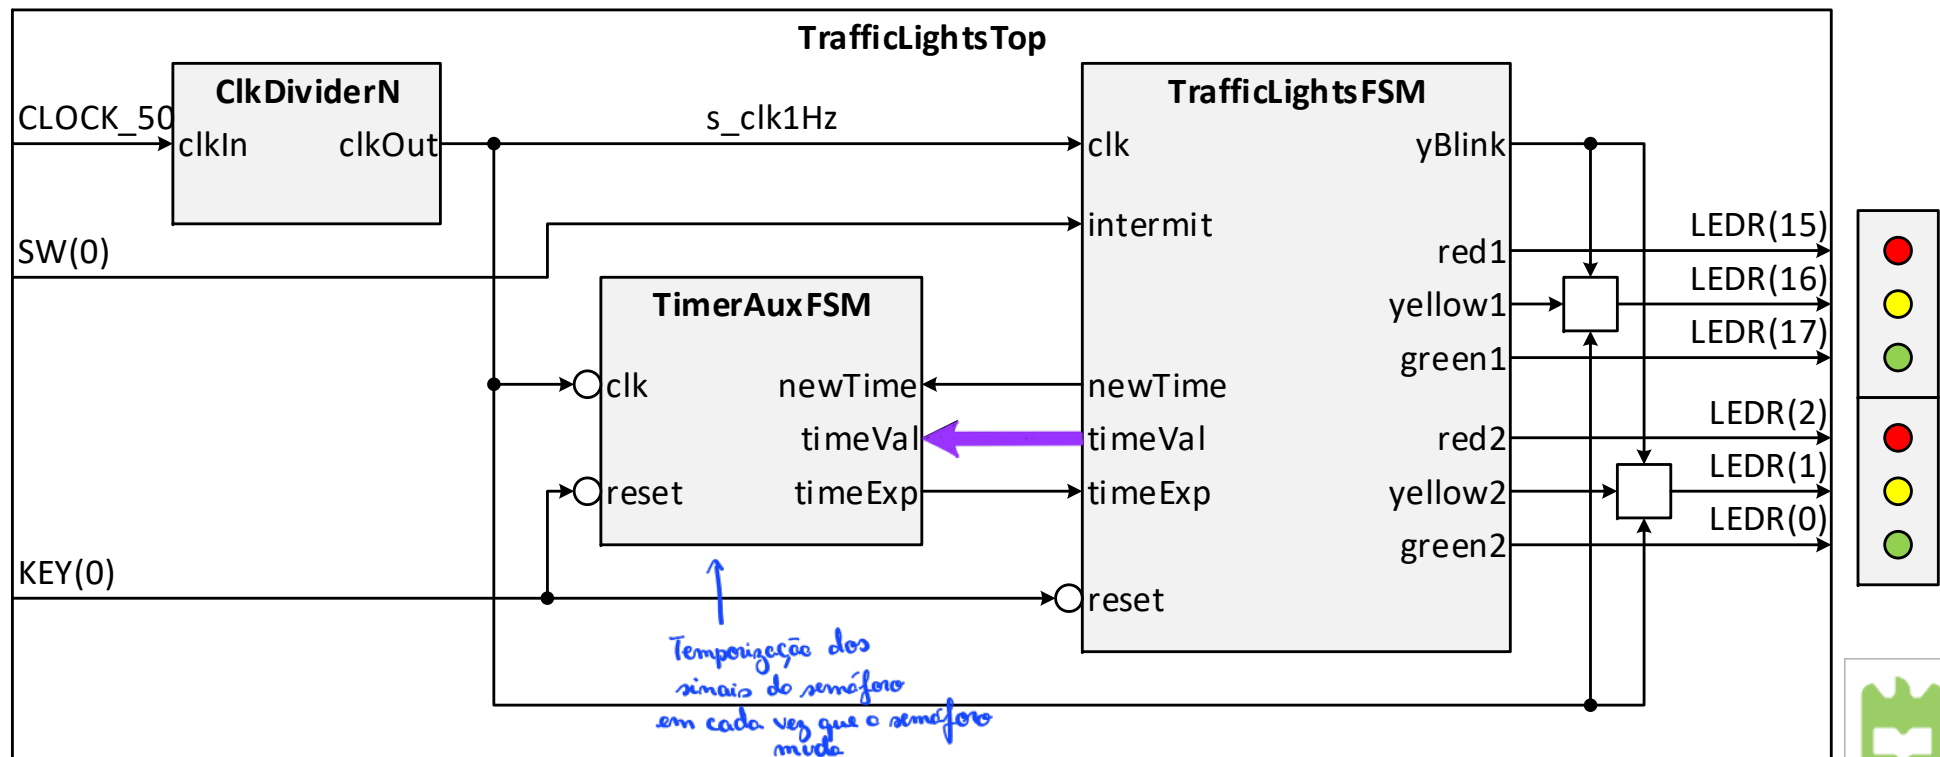 TrafficLightsTop
ClkDividerN
TrafficLightsFSM
CLOCK_50
clkIn
clkOut
s_clk1Hz
clk
yBlink
SW(0)
intermit
red1
LEDR(15)
yellow1
LEDR(16)
green1
LEDR(17)
TimerAuxFSM
clk
newTime
newTime
timeVal
timeVal
red2
LEDR(2)
reset
timeExp
timeExp
yellow2
LEDR(1)
green2
LEDR(0)
KEY(0)
reset
Temporização dos
sinais do semáforo
em cada vez que o semáforo
muda